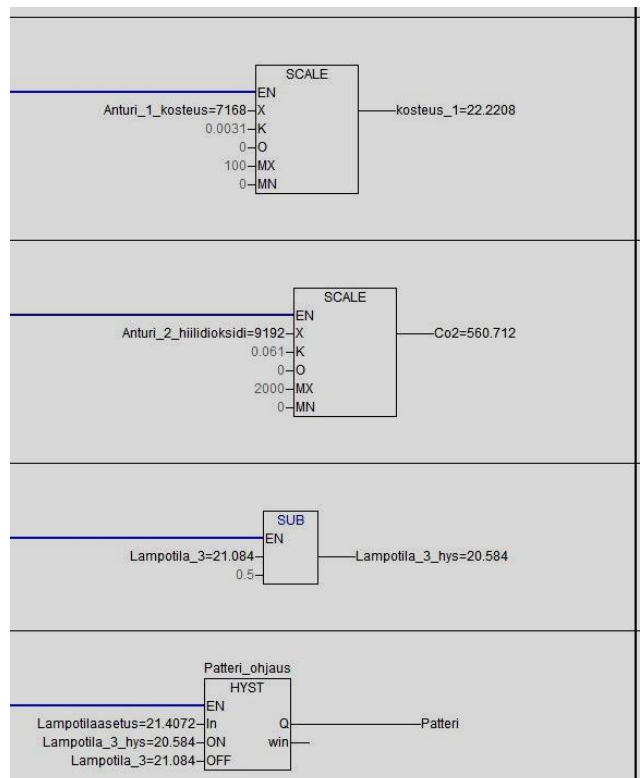 SCALE
EN
Anturi_1_kosteus=7168 X kosteus_1=22.2208
0.0031 K
0 O
100 MX
0 MN
SCALE
EN
Anturi_2_hiilidioksidi=9192 X Co2=560.712
0.061 K
0 O
2000 MX
0 MN
SUB
EN
Lampotila_3=21.084 Lampotila_3_hys=20.584
0.5
Patteri_ohjaus
HYST
EN
Lampotilaasetus=21.4072 In Q Patteri
Lampotila_3_hys=20.584 ON win
Lampotila_3=21.084 OFF